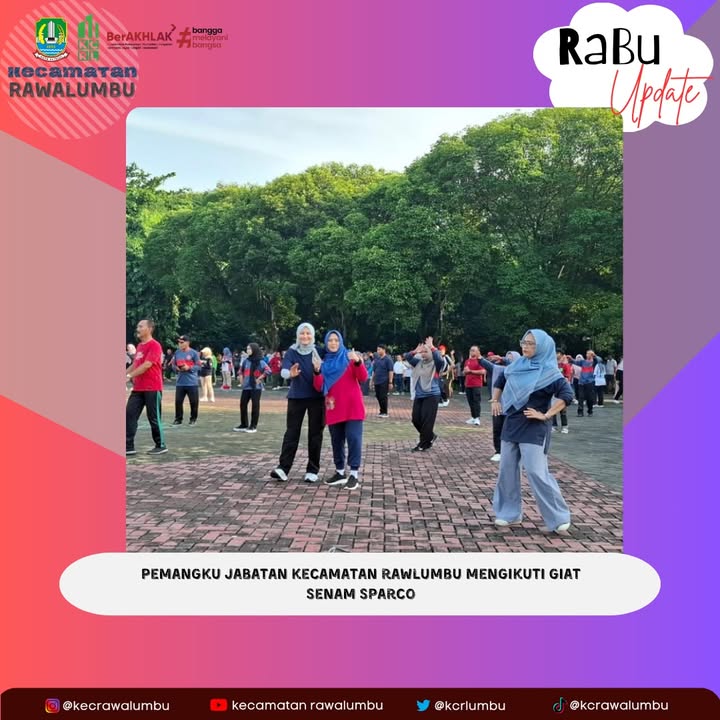 BerAKHLAK
#bangga
melayani
bangsa
Kecamatan
RAWALUMBU
RaBu
Update
PEMANGKU JABATAN KECAMATAN RAWLUMBU MENGIKUTI GIAT
SENAM SPARCO
@kecrawalumbu
kecamatan rawalumbu
@kcrlumbu
@kcrawalumbu